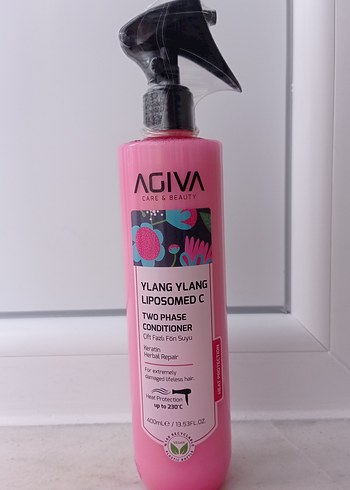 AGIVA
CARE & BEAUTY
YLANG YLANG
LIPOSOMED C
TWO PHASE
CONDITIONER
Çift Fazlı Fön Suyu
Keratin
Herbal Repair
For extremely
damaged lifeless hair.
Heat Protection
up to 230°C
HEAT PROTECTION
400ML℮ / 13.53FL.OZ.
VEGAN